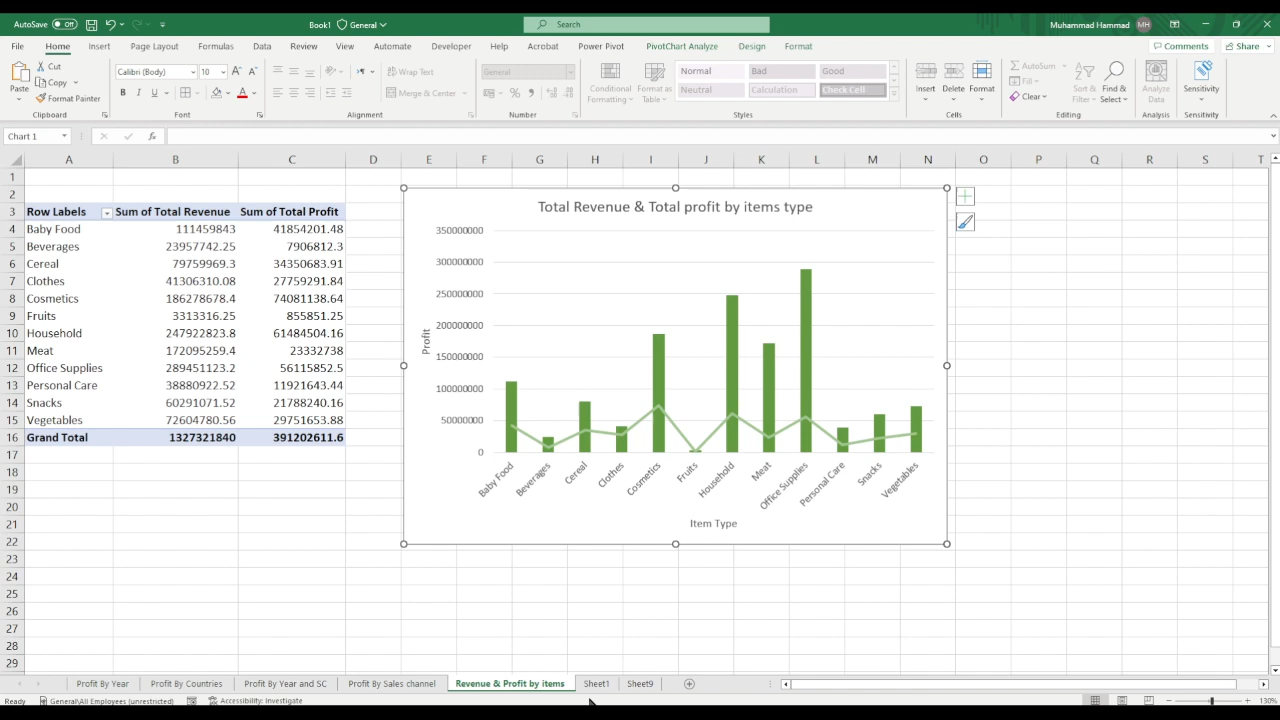 AutoSave Off Book1 General Search Muhammad Hammad MH
File Home Insert Page Layout Formulas Data Review View Automate Developer Help Acrobat Power Pivot PivotChart Analyze Design Format Comments Share
Paste Cut Copy Format Painter
Calibri (Body) 10
B I U
Wrap Text
Merge & Center
General
Conditional Formatting Format as Table
Normal Bad Good
Neutral Calculation Check Cell
Insert Delete Format
AutoSum Fill Clear
Sort & Filter Find & Select
Analyze Data
Sensitivity
Clipboard Font Alignment Number Styles Cells Editing Analysis Sensitivity
Chart 1 fx
A B C D E F G H I J K L M N O P Q R S T
1
2
3 Row Labels Sum of Total Revenue Sum of Total Profit
4 Baby Food 111459843 41854201.48
5 Beverages 23957742.25 7906812.3
6 Cereal 79759969.3 34350683.91
7 Clothes 41306310.08 27759291.84
8 Cosmetics 186278678.4 74081138.64
9 Fruits 3313316.25 855851.25
10 Household 247922823.8 61484504.16
11 Meat 172095259.4 23332738
12 Office Supplies 289451123.2 56115852.5
13 Personal Care 38880922.52 11921643.44
14 Snacks 60291071.52 21788240.16
15 Vegetables 72604780.56 29751653.88
16 Grand Total 1327321840 391202611.6
17
18
19
20
21
22
23
24
25
26
27
28
29
Total Revenue & Total profit by items type
350000000
300000000
250000000
200000000
150000000
100000000
50000000
0
Profit
Baby Food Beverages Cereal Clothes Cosmetics Fruits Household Meat Office Supplies Personal Care Snacks Vegetables
Item Type
Profit By Year Profit By Countries Profit By Year and SC Profit By Sales channel Revenue & Profit by items Sheet1 Sheet9
Ready General\All Employees (unrestricted) Accessibility: Investigate 130%